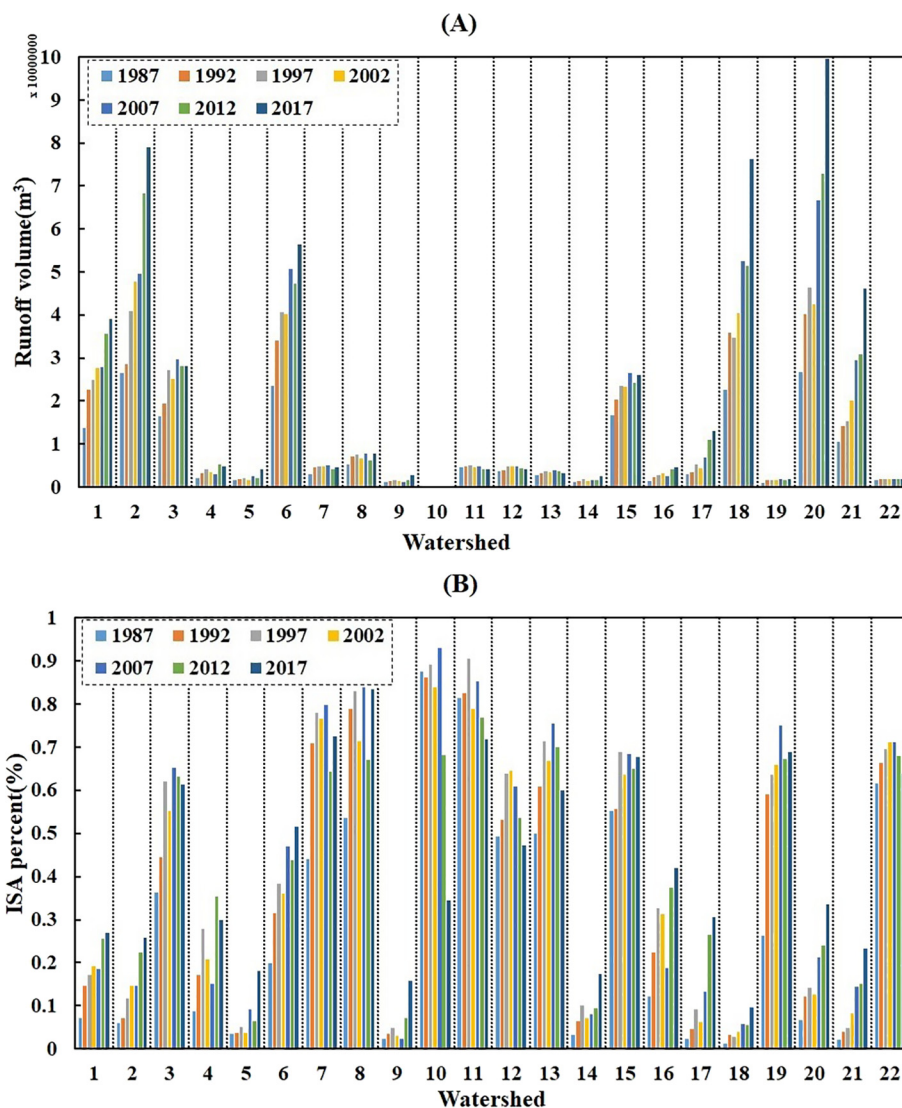 (A)
x 10000000
10
9
8
7
6
5
4
3
2
1
0
Runoff volume(m³)
1987 1992 1997 2002
2007 2012 2017
1 2 3 4 5 6 7 8 9 10 11 12 13 14 15 16 17 18 19 20 21 22
Watershed
(B)
1
0.9
0.8
0.7
0.6
0.5
0.4
0.3
0.2
0.1
0
ISA percent(%)
1987 1992 1997 2002
2007 2012 2017
1 2 3 4 5 6 7 8 9 10 11 12 13 14 15 16 17 18 19 20 21 22
Watershed